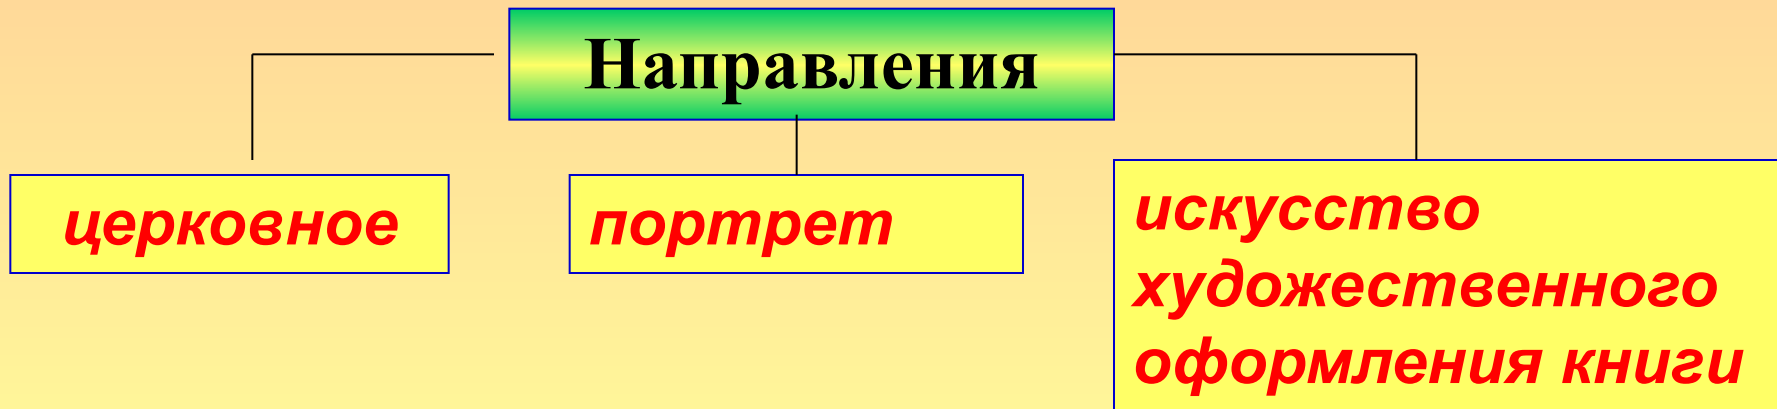 Направления
церковное
портрет
искусство
художественного
оформления книги